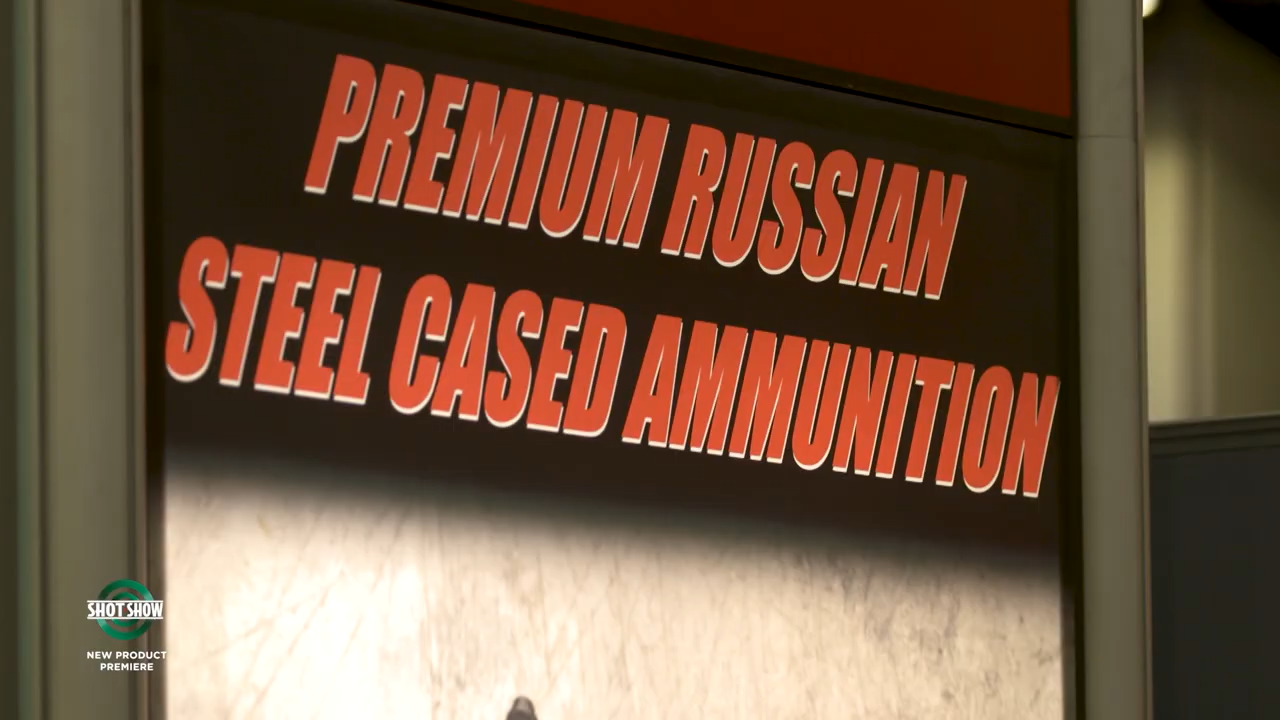 PREMIUM RUSSIAN
STEEL CASED AMMUNITION
SHOT SHOW
NEW PRODUCT
PREMIERE